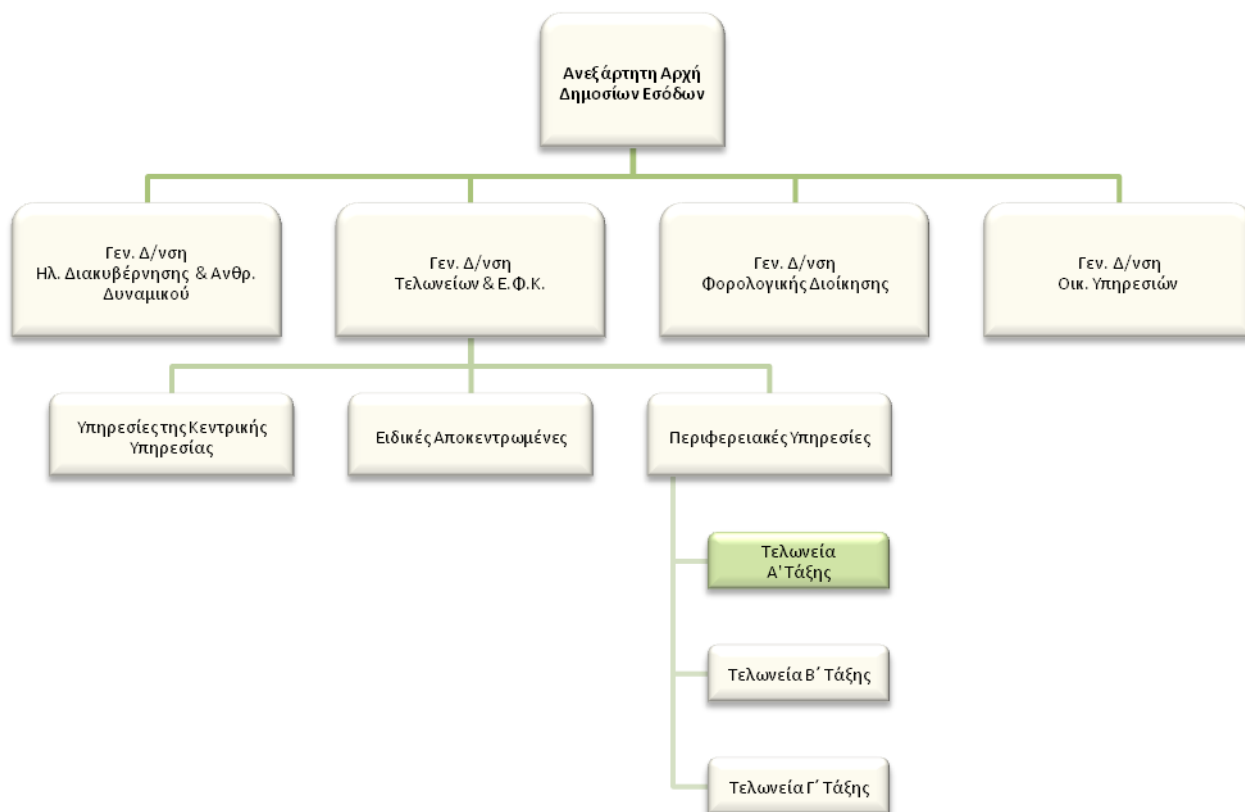 Ανεξάρτητη Αρχή
Δημοσίων Εσόδων
Γεν. Δ/νση
Ηλ. Διακυβέρνησης & Ανθρ.
Δυναμικού
Γεν. Δ/νση
Τελωνείων & Ε.Φ.Κ.
Γεν. Δ/νση
Φορολογικής Διοίκησης
Γεν. Δ/νση
Οικ. Υπηρεσιών
Υπηρεσίες της Κεντρικής
Υπηρεσίας
Ειδικές Αποκεντρωμένες
Περιφερειακές Υπηρεσίες
Τελωνεία
Α' Τάξης
Τελωνεία Β΄ Τάξης
Τελωνεία Γ΄ Τάξης